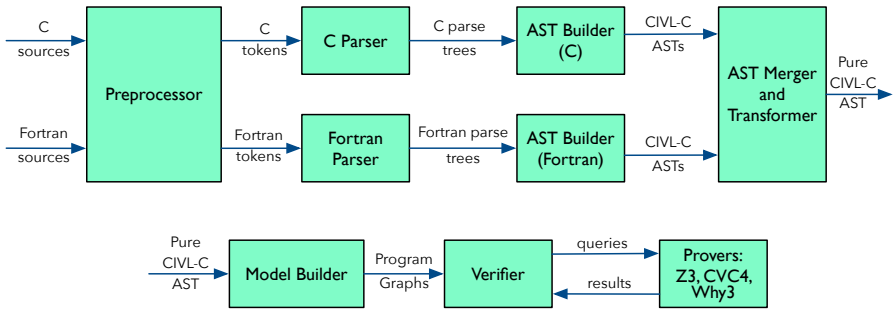 C
sources
Fortran
sources
Preprocessor
C
tokens
Fortran
tokens
C Parser
Fortran
Parser
C parse
trees
Fortran parse
trees
AST Builder
(C)
AST Builder
(Fortran)
CIVL-C
ASTs
CIVL-C
ASTs
AST Merger
and
Transformer
Pure
CIVL-C
AST
Pure
CIVL-C
AST
Model Builder
Program
Graphs
Verifier
queries
results
Provers:
Z3, CVC4,
Why3